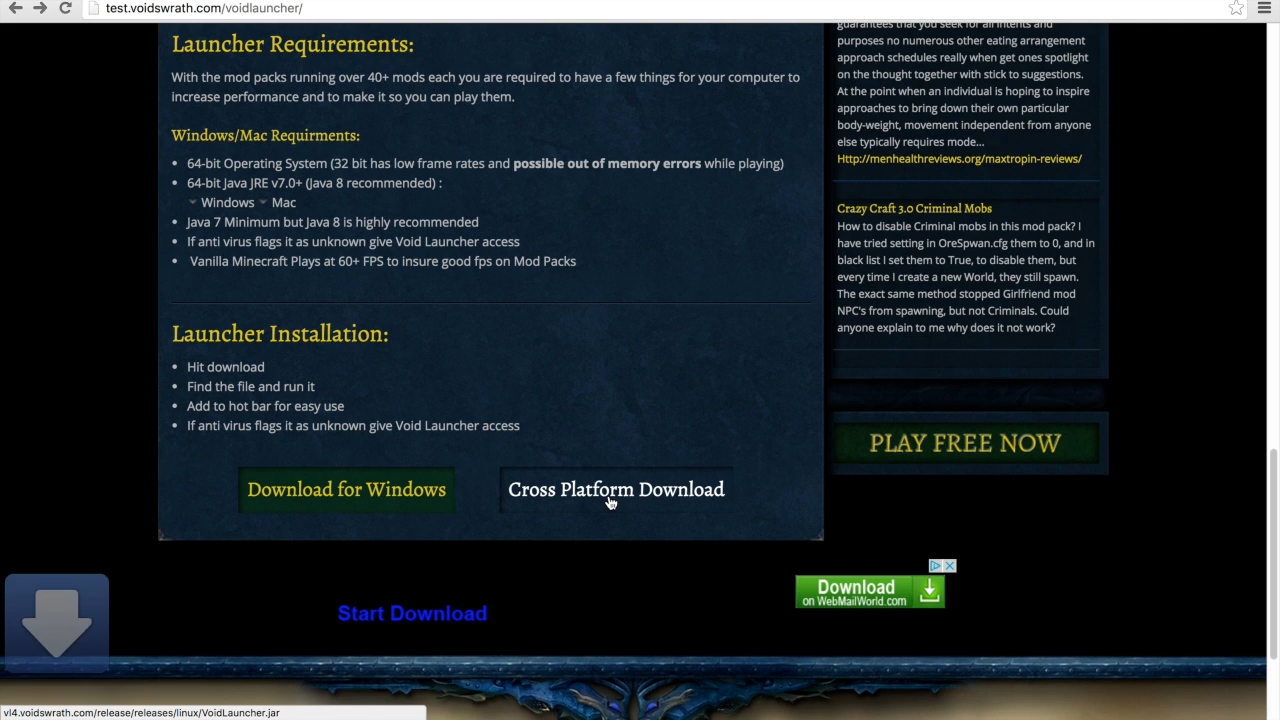 test.voidswrath.com/voidlauncher/
Launcher Requirements:
With the mod packs running over 40+ mods each you are required to have a few things for your computer to
increase performance and to make it so you can play them.
Windows/Mac Requirments:
64-bit Operating System (32 bit has low frame rates and possible out of memory errors while playing)
64-bit Java JRE v7.0+ (Java 8 recommended) :
Windows Mac
Java 7 Minimum but Java 8 is highly recommended
If anti virus flags it as unknown give Void Launcher access
Vanilla Minecraft Plays at 60+ FPS to insure good fps on Mod Packs
Launcher Installation:
Hit download
Find the file and run it
Add to hot bar for easy use
If anti virus flags it as unknown give Void Launcher access
Download for Windows
Cross Platform Download
guarantees that you seek for all intents and
purposes no numerous other eating arrangement
approach schedules really when get ones spotlight
on the thought together with stick to suggestions.
At the point when an individual is hoping to inspire
approaches to bring down their own particular
body-weight, movement independent from anyone
else typically requires mode...
Http://menhealthreviews.org/maxtropin-reviews/
Crazy Craft 3.0 Criminal Mobs
How to disable Criminal mobs in this mod pack? I
have tried setting in OreSpwan.cfg them to 0, and in
black list I set them to True, to disable them, but
every time I create a new World, they still spawn.
The exact same method stopped Girlfriend mod
NPC's from spawning, but not Criminals. Could
anyone explain to me why does it not work?
PLAY FREE NOW
Download
on WebMailWorld.com
Start Download
vl4.voidswrath.com/release/releases/linux/VoidLauncher.jar